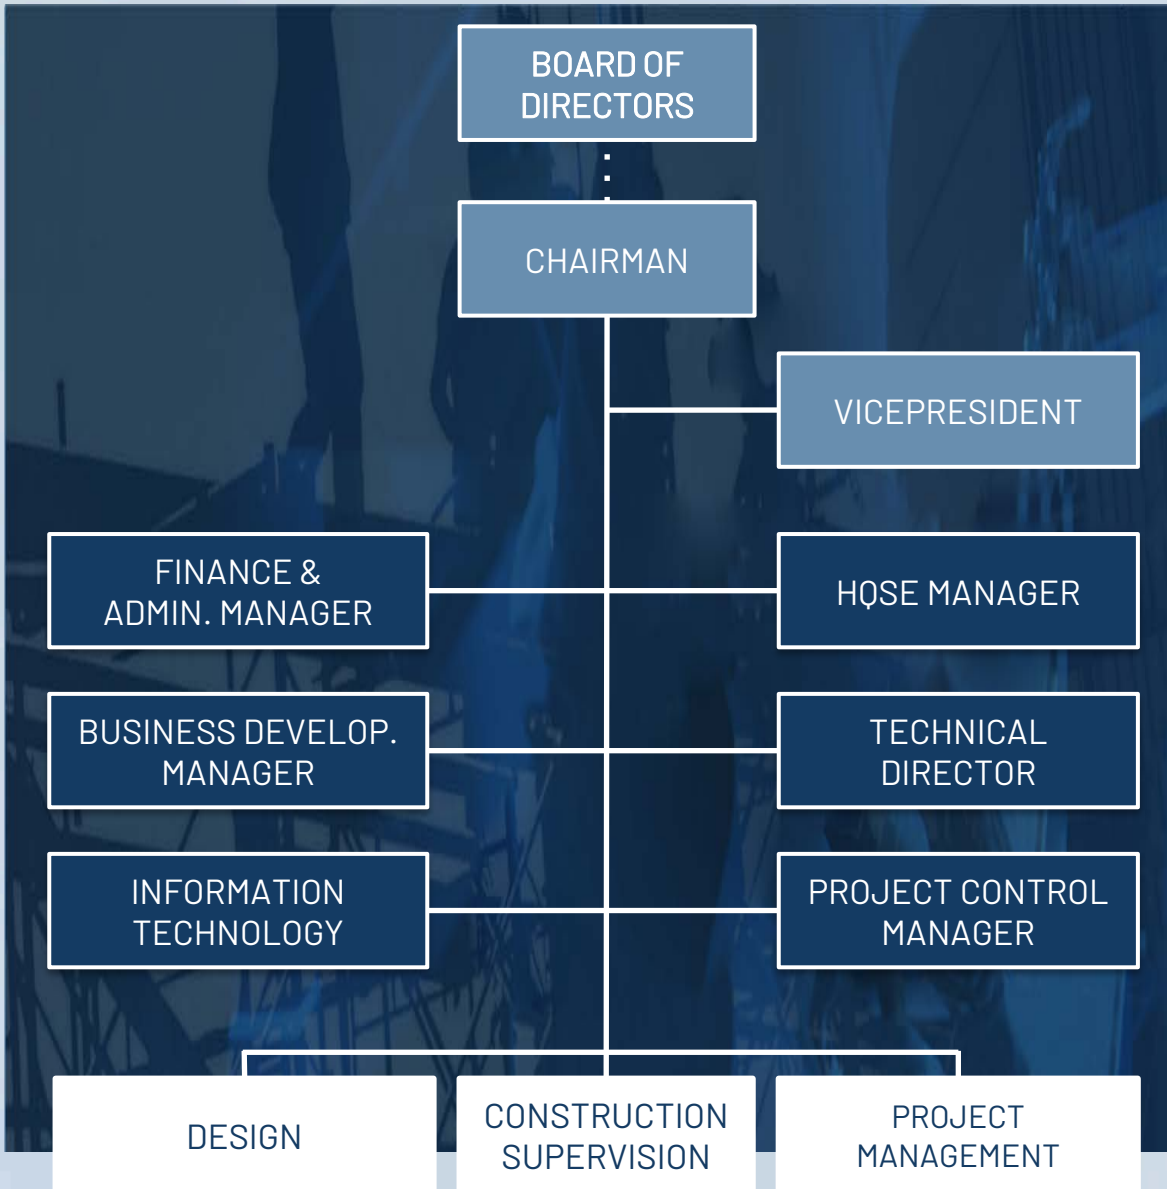 BOARD OF
DIRECTORS
CHAIRMAN
VICEPRESIDENT
FINANCE &
ADMIN. MANAGER
HQSE MANAGER
BUSINESS DEVELOP.
MANAGER
TECHNICAL
DIRECTOR
INFORMATION
TECHNOLOGY
PROJECT CONTROL
MANAGER
DESIGN
CONSTRUCTION
SUPERVISION
PROJECT
MANAGEMENT